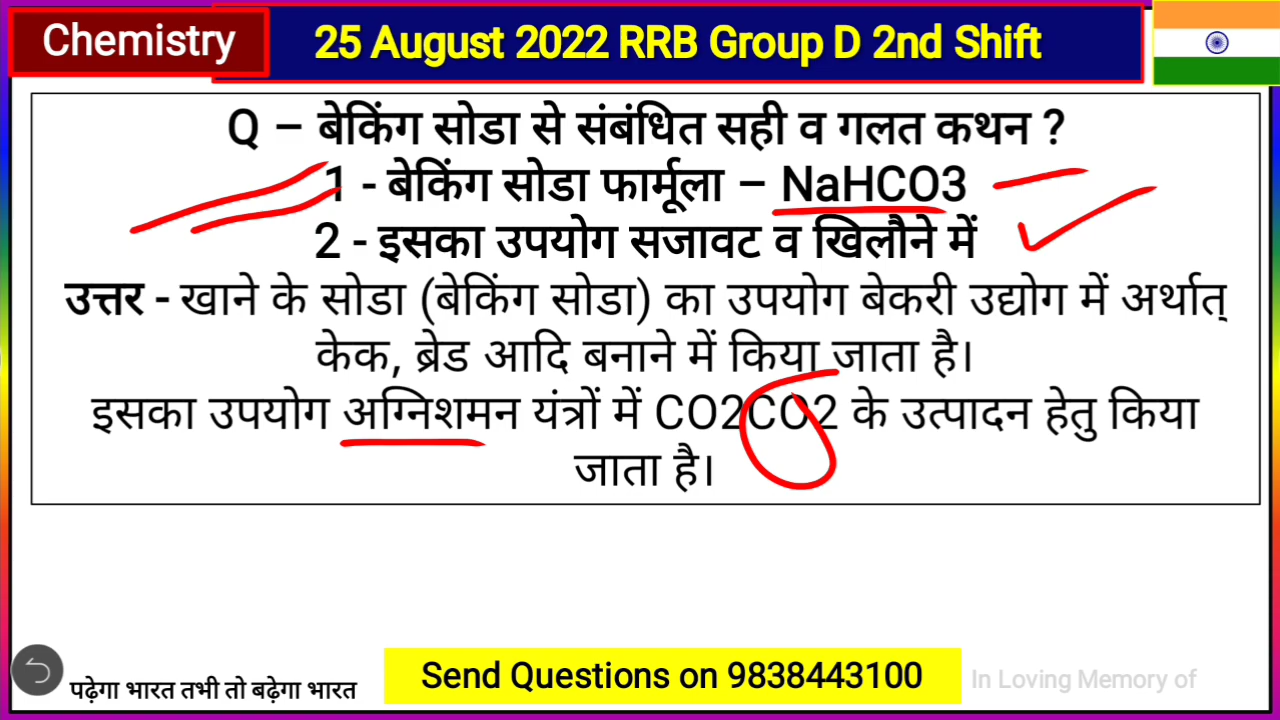 Chemistry
25 August 2022 RRB Group D 2nd Shift
Q – बेकिंग सोडा से संबंधित सही व गलत कथन ?
1 - बेकिंग सोडा फार्मूला – NaHCO3
2 - इसका उपयोग सजावट व खिलौने में
उत्तर - खाने के सोडा (बेकिंग सोडा) का उपयोग बेकरी उद्योग में अर्थात्
केक, ब्रेड आदि बनाने में किया जाता है।
इसका उपयोग अग्निशमन यंत्रों में CO2CO2 के उत्पादन हेतु किया
जाता है।
पढ़ेगा भारत तभी तो बढ़ेगा भारत
Send Questions on 9838443100
In Loving Memory of